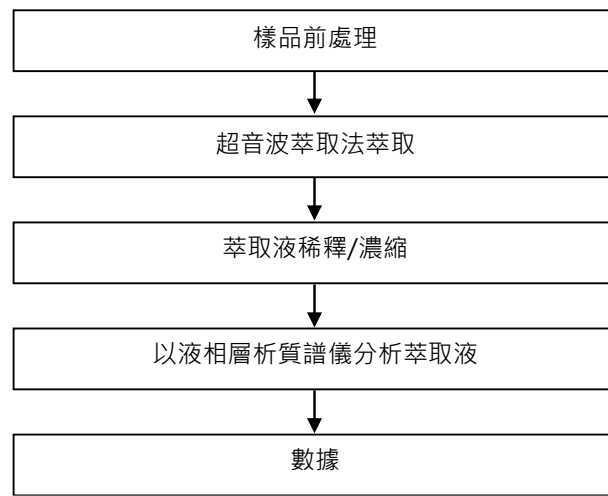 樣品前處理
超音波萃取法萃取
萃取液稀釋/濃縮
以液相層析質譜儀分析萃取液
數據